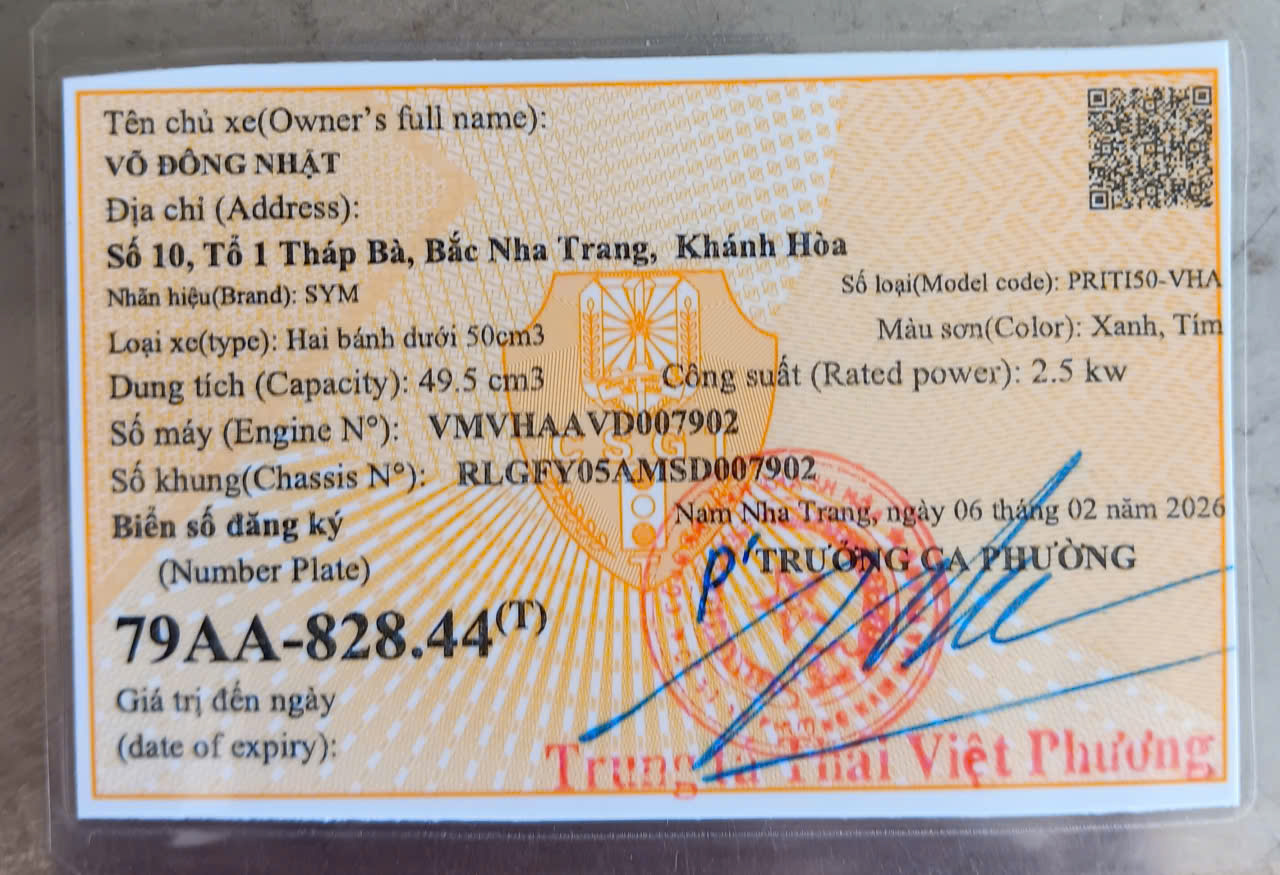 Tên chủ xe(Owner's full name):
VÕ ĐÔNG NHẬT
Địa chỉ (Address):
Số 10, Tổ 1 Tháp Bà, Bắc Nha Trang, Khánh Hòa
Nhãn hiệu(Brand): SYM
Số loại(Model code): PRITI50-VHA
Loại xe(type): Hai bánh dưới 50cm3
Màu sơn(Color): Xanh, Tím
Dung tích (Capacity): 49.5 cm3
Công suất (Rated power): 2.5 kw
Số máy (Engine N°): VMVHAAVD007902
Số khung(Chassis N°): RLGFY05AMSD007902
CSGT
Biển số đăng ký
(Number Plate)
79AA-828.44(T)
Nam Nha Trang, ngày 06 tháng 02 năm 2026
P' TRƯỞNG CA PHƯỜNG
Giá trị đến ngày
(date of expiry):
Trung tá Thái Việt Phương